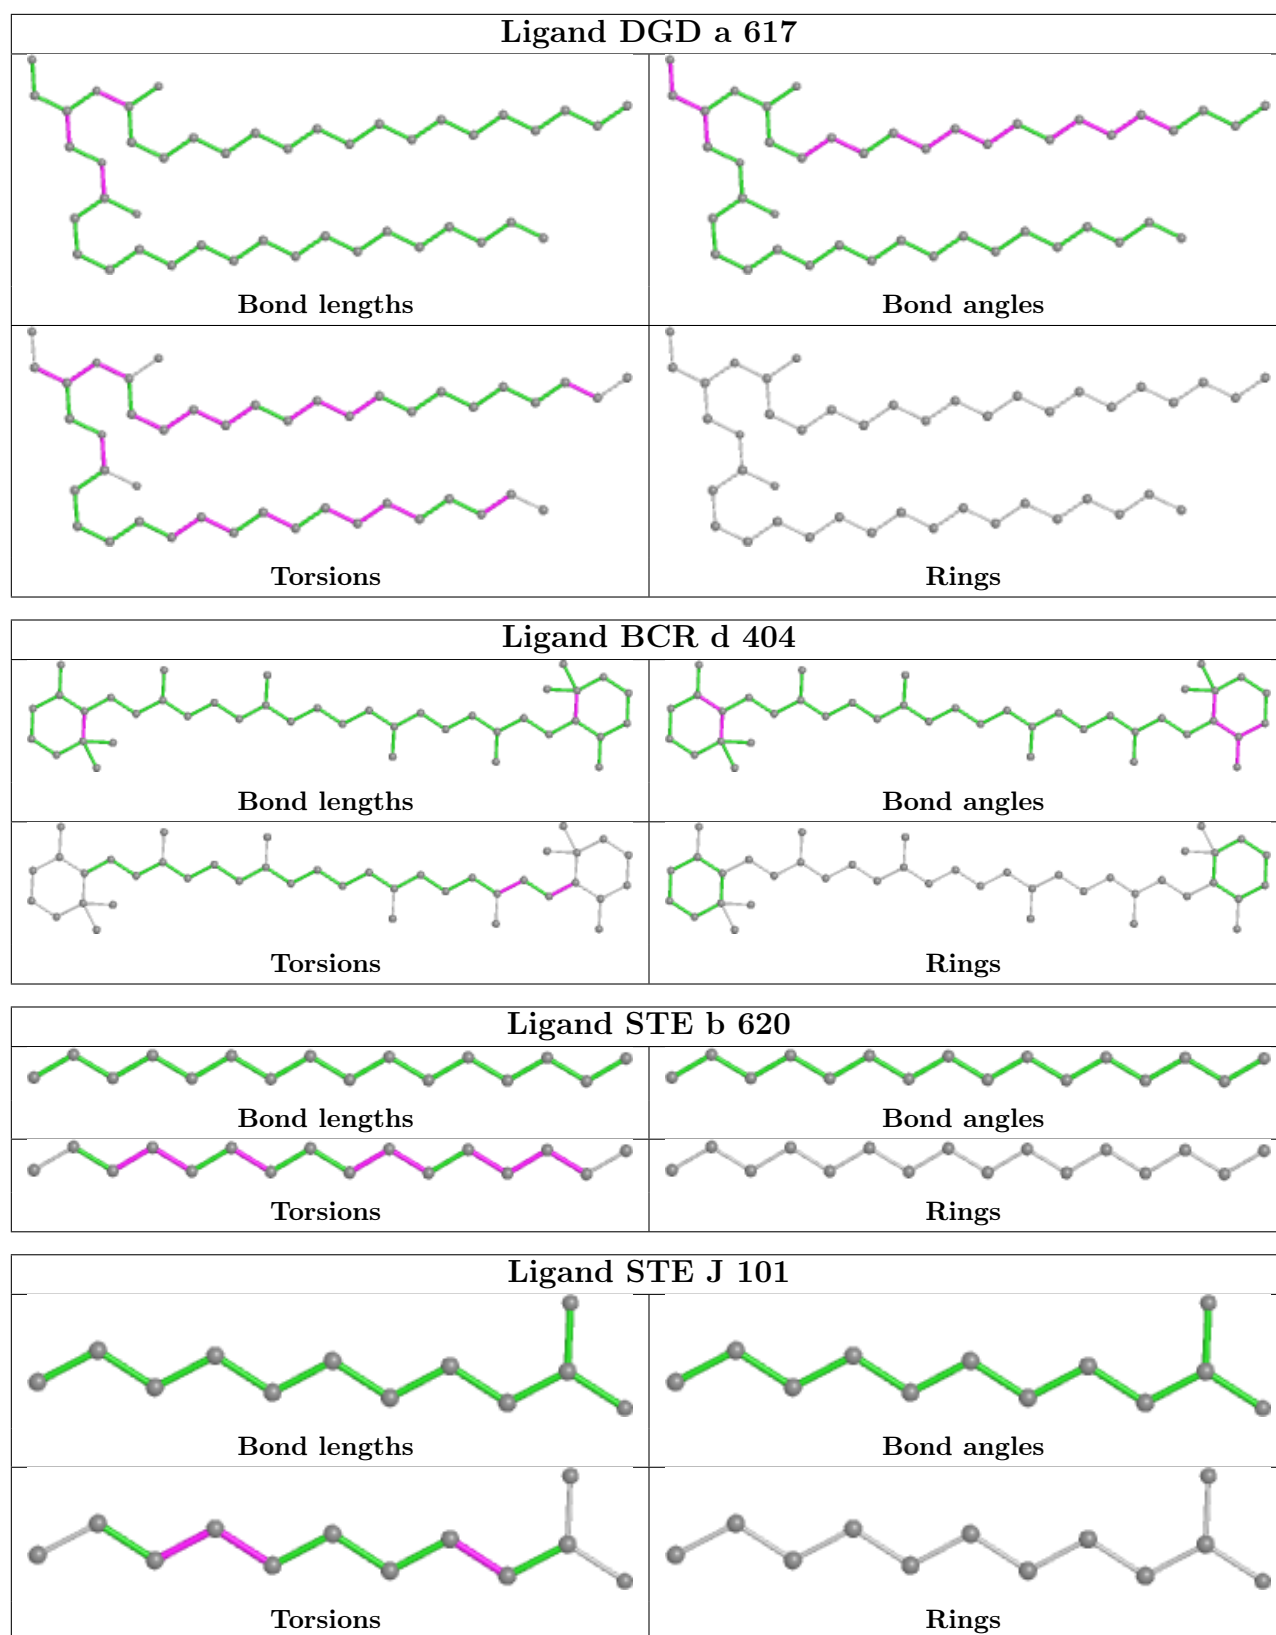 Ligand DGD a 617
Bond lengths
Bond angles
Torsions
Rings
Ligand BCR d 404
Bond lengths
Bond angles
Torsions
Rings
Ligand STE b 620
Bond lengths
Bond angles
Torsions
Rings
Ligand STE J 101
Bond lengths
Bond angles
Torsions
Rings